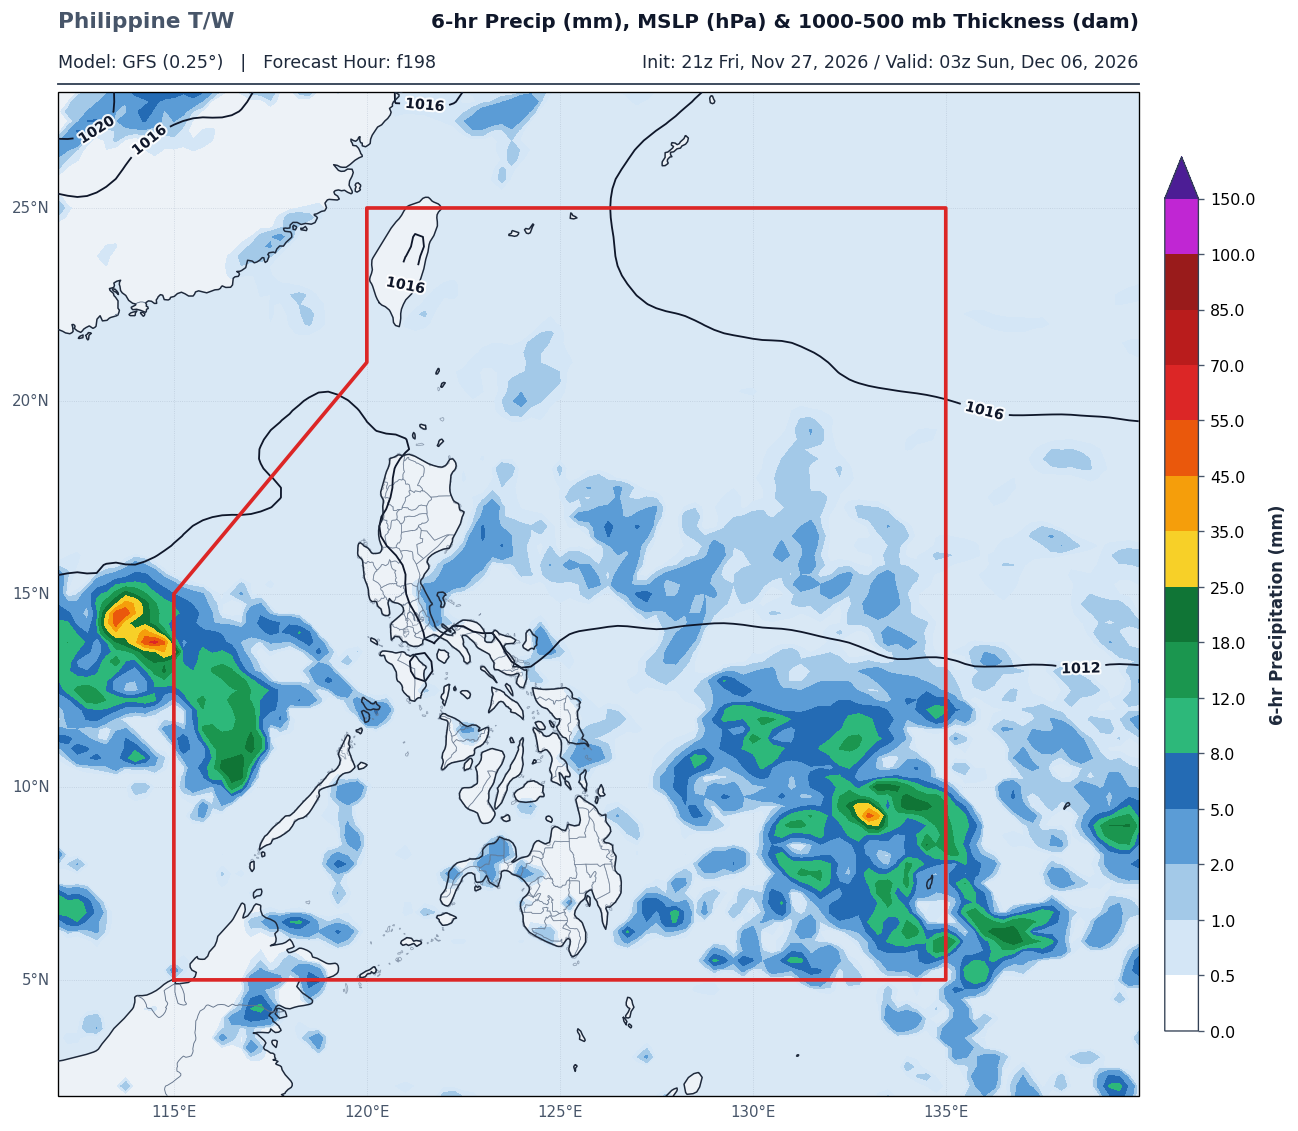 Philippine T/W
6-hr Precip (mm), MSLP (hPa) & 1000-500 mb Thickness (dam)
Model: GFS (0.25°) | Forecast Hour: f198
Init: 21z Fri, Nov 27, 2026 / Valid: 03z Sun, Dec 06, 2026
1020
1016
1016
1016
1016
1012
25°N
20°N
15°N
10°N
5°N
115°E
120°E
125°E
130°E
135°E
150.0
100.0
85.0
70.0
55.0
45.0
35.0
25.0
18.0
12.0
8.0
5.0
2.0
1.0
0.5
0.0
6-hr Precipitation (mm)